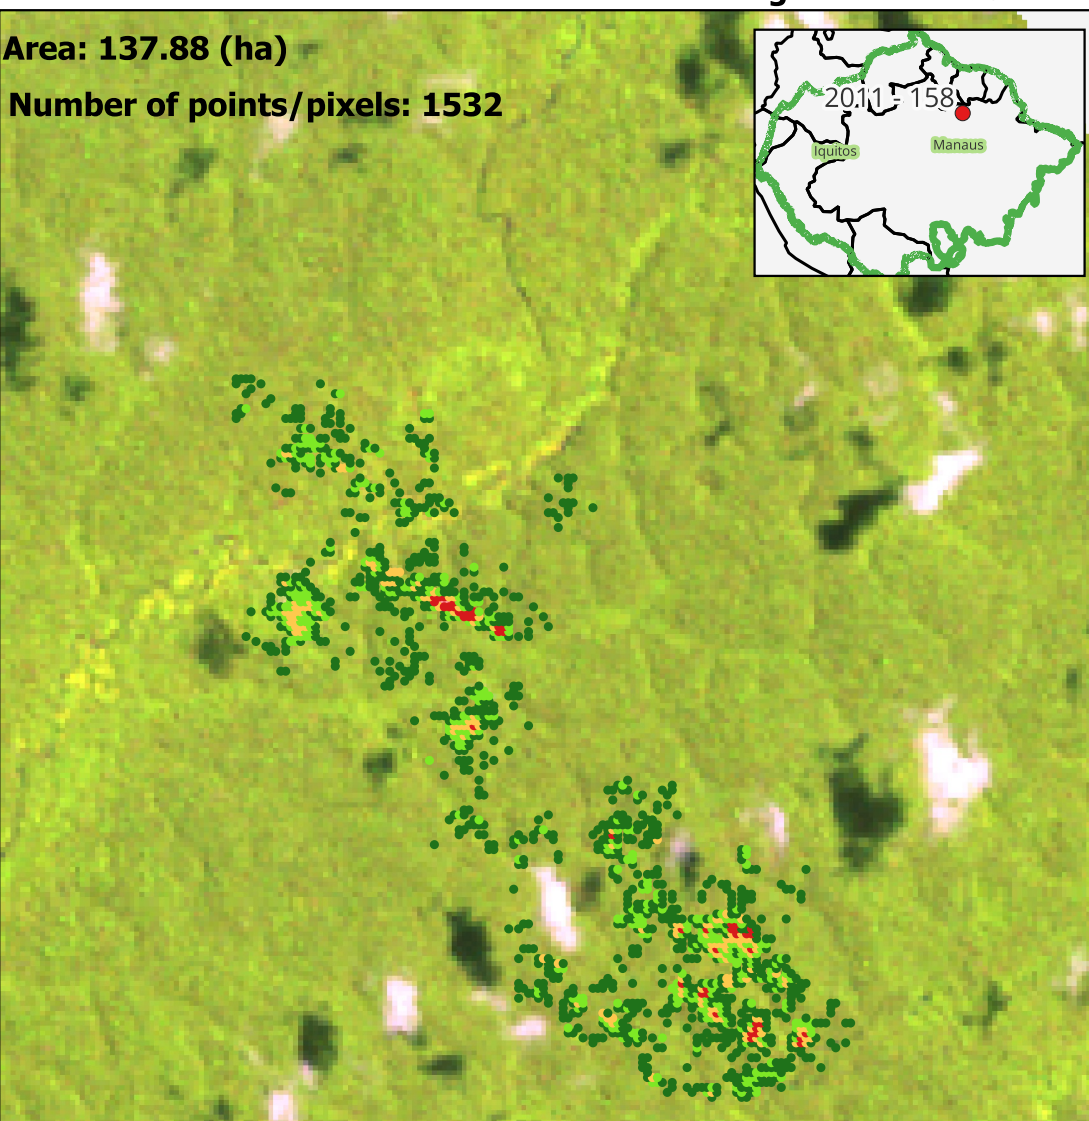 Area: 137.88 (ha)
Number of points/pixels: 1532
2011 - 158
Iquitos
Manaus